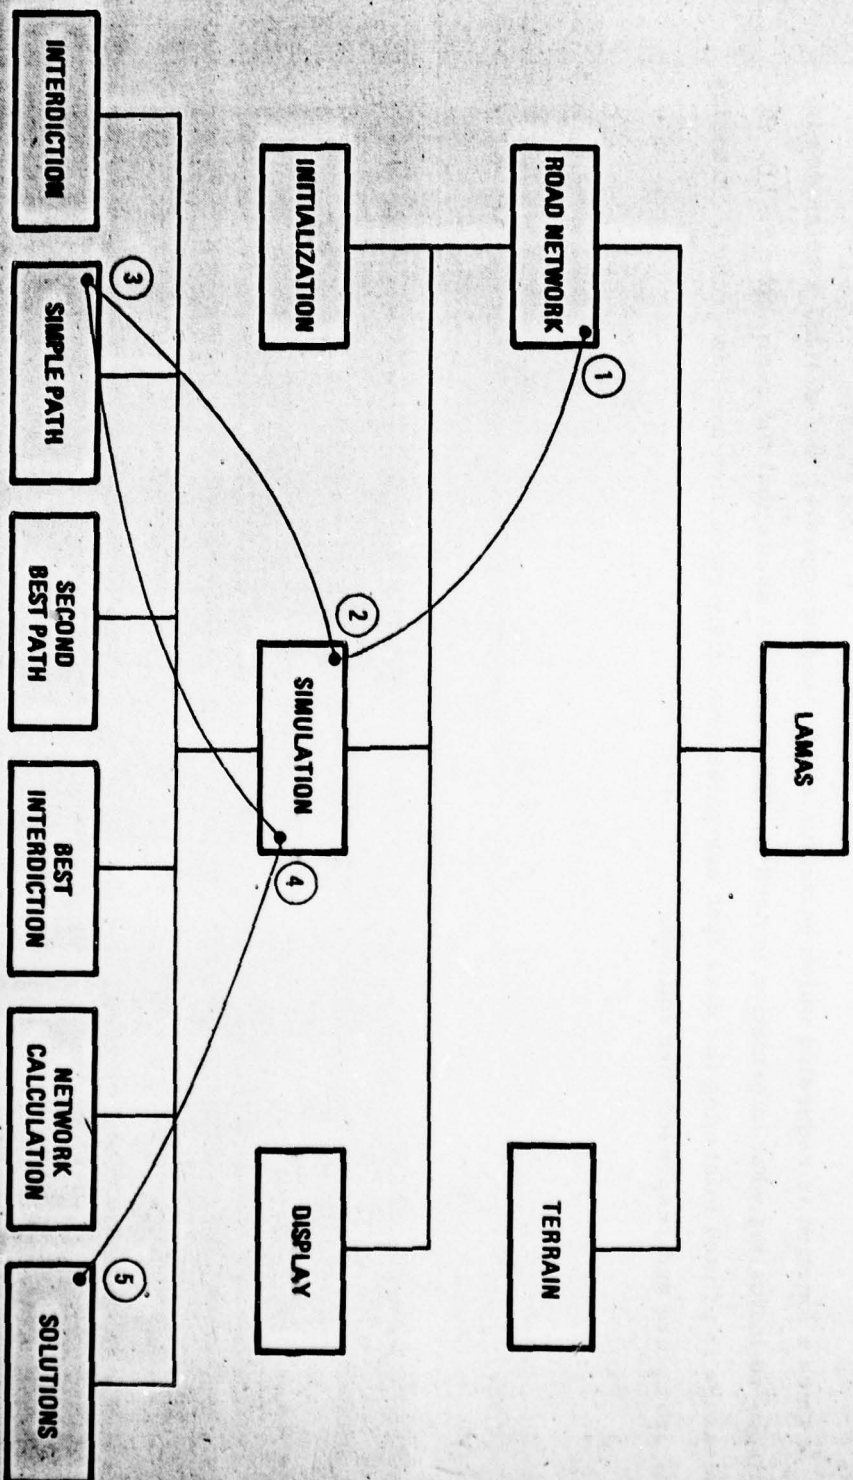 LAMAS
ROAD NETWORK
TERRAIN
1
INITIALIZATION
SIMULATION
DISPLAY
2
4
3
5
INTERDICTION
SIMPLE PATH
SECOND
BEST PATH
BEST
INTERDICTION
NETWORK
CALCULATION
SOLUTIONS